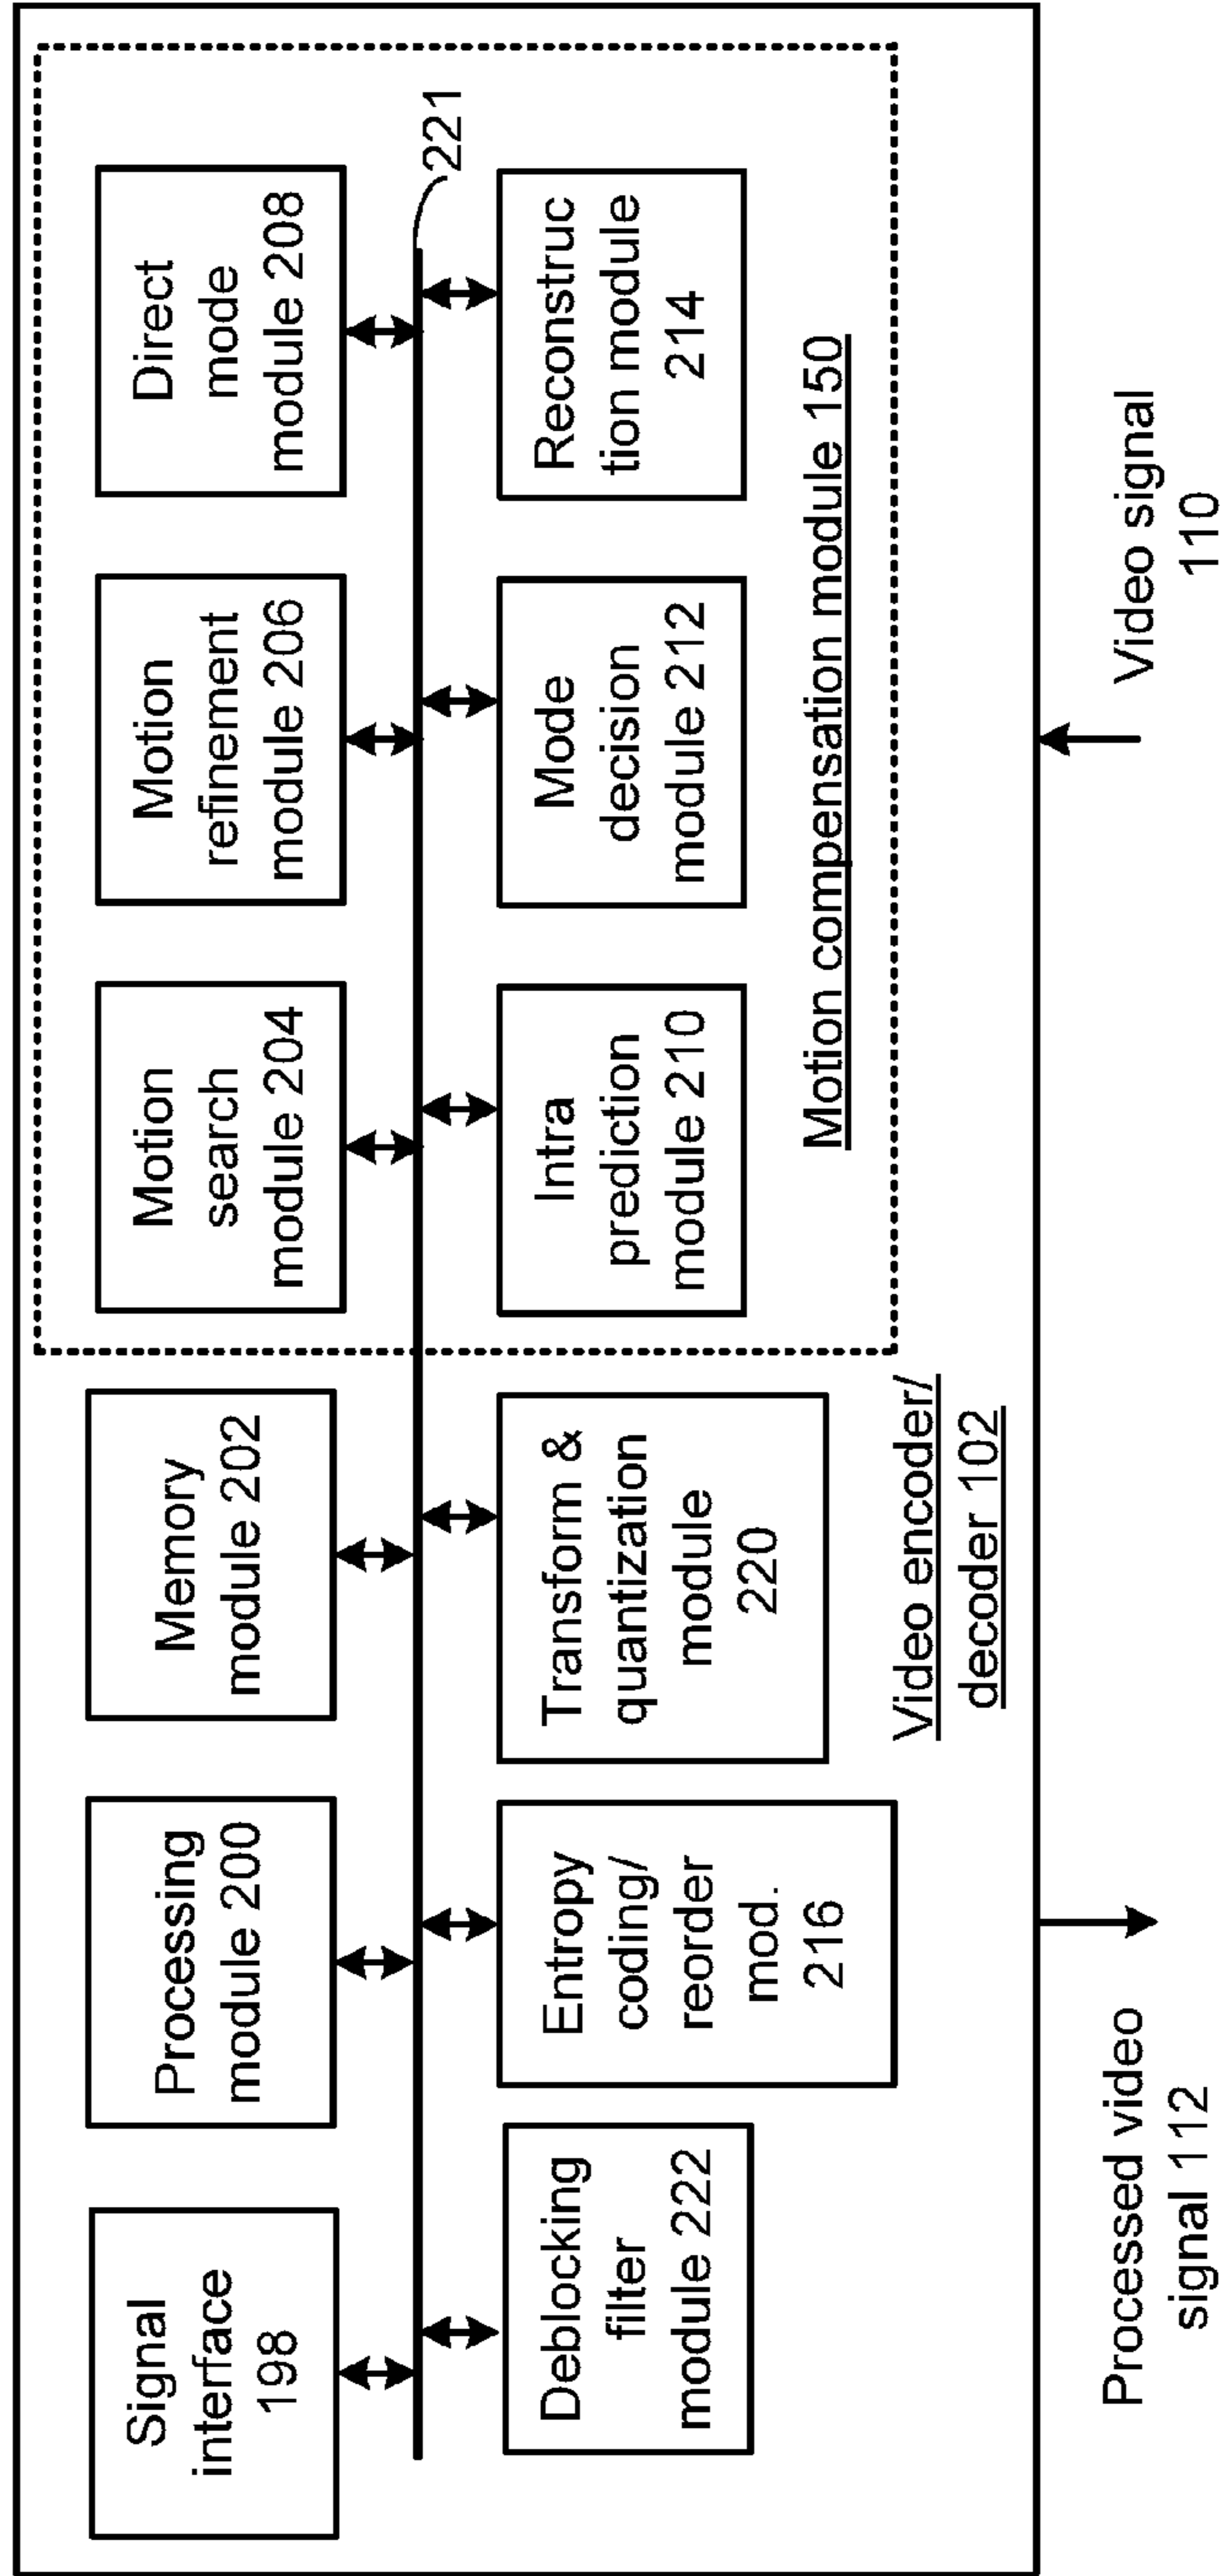 Signal
interface
198
Processing
module 200
Memory
module 202
Motion
search
module 204
Motion
refinement
module 206
Direct
mode
module 208
221
Deblocking
filter
module 222
Entropy
coding/
reorder
mod.
216
Transform &
quantization
module
220
Intra
prediction
module 210
Mode
decision
module 212
Reconstruc
tion module
214
Motion compensation module 150
Video encoder/
decoder 102
Processed video
signal 112
Video signal
110